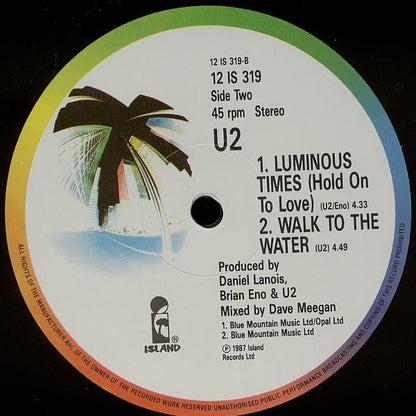 12 IS 319-B
12 IS 319
Side Two
45 rpm Stereo
U2
1. LUMINOUS
TIMES (Hold On
To Love) (U2/Eno) 4.33
2. WALK TO THE
WATER (U2) 4.49
Produced by
Daniel Lanois,
Brian Eno & U2
Mixed by Dave Meegan
1. Blue Mountain Music Ltd/Opal Ltd
2. Blue Mountain Music Ltd
℗ 1987 Island
Records Ltd
ISLAND®
ALL RIGHTS OF THE MANUFACTURER AND OF THE OWNER OF THE RECORDED WORK RESERVED UNAUTHORISED PUBLIC PERFORMANCE BROADCASTING AND COPYING OF THIS RECORD PROHIBITED